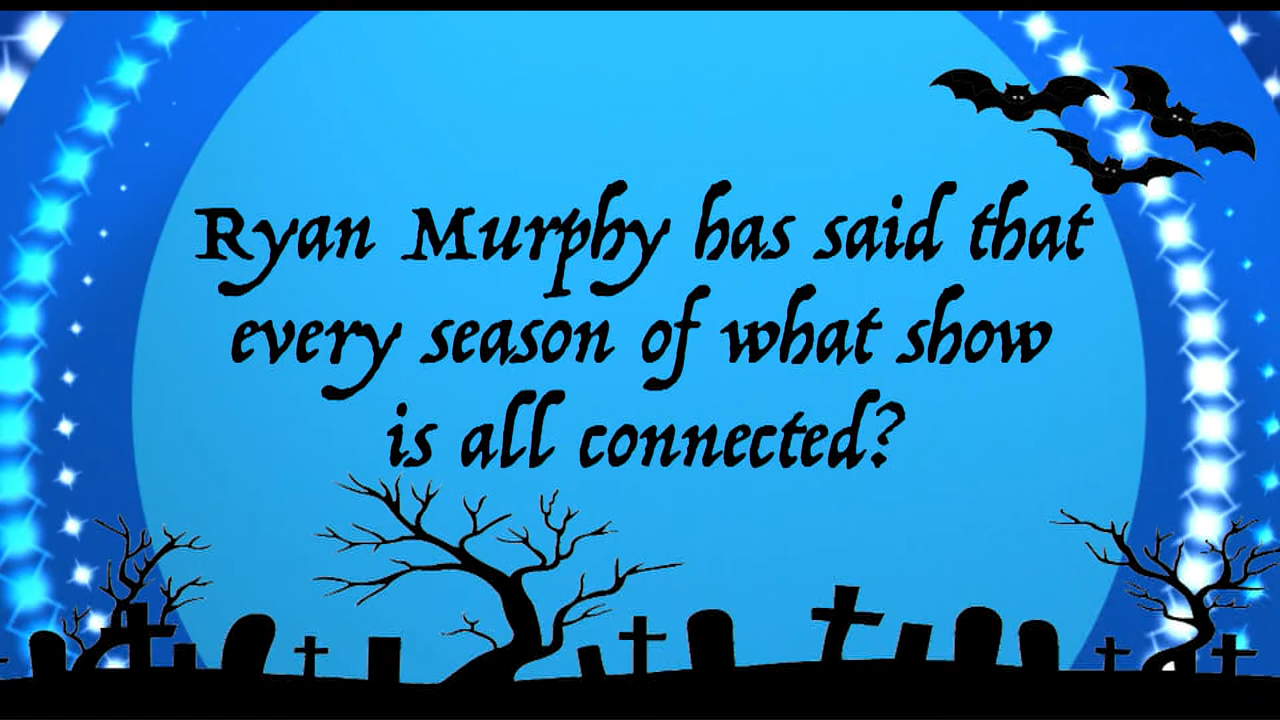 Ryan Murphy has said that
every season of what show
is all connected?